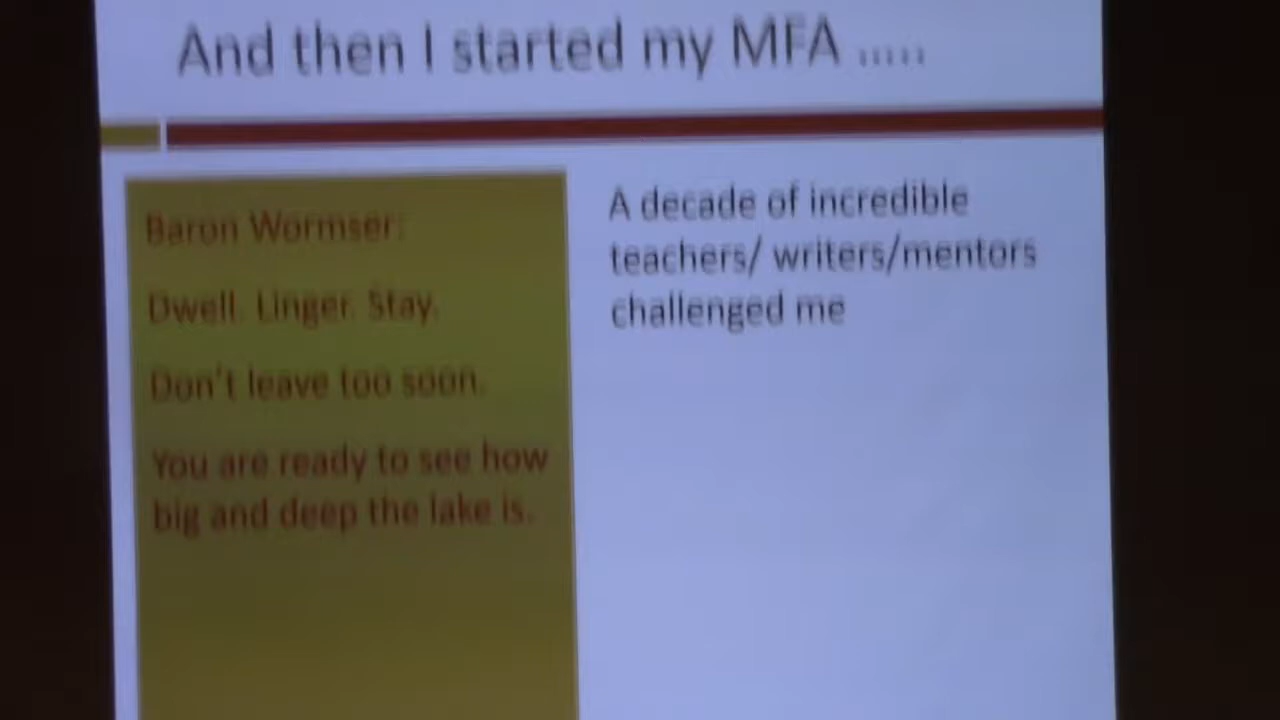 And then I started my MFA .....
Baron Wormser:
Dwell. Linger. Stay.
Don't leave too soon.
You are ready to see how
big and deep the lake is.
A decade of incredible
teachers/ writers/mentors
challenged me